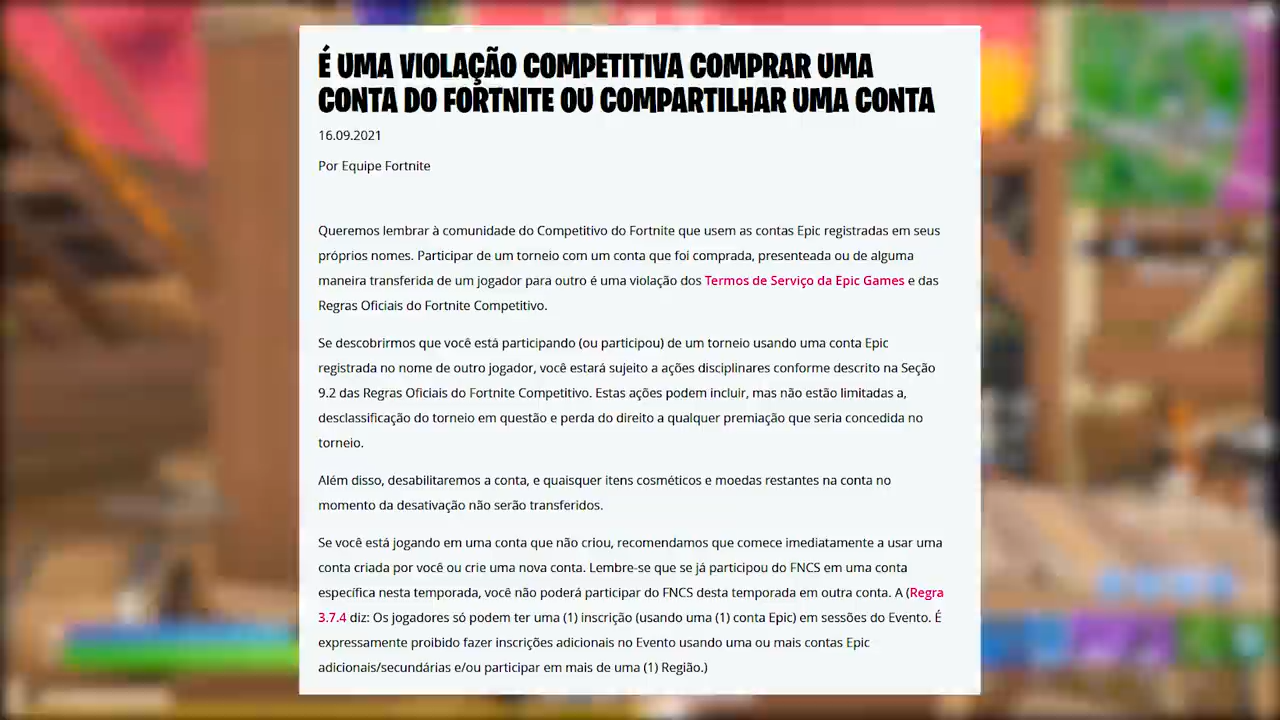 É UMA VIOLAÇÃO COMPETITIVA COMPRAR UMA
CONTA DO FORTNITE OU COMPARTILHAR UMA CONTA
16.09.2021
Por Equipe Fortnite
Queremos lembrar à comunidade do Competitivo do Fortnite que usem as contas Epic registradas em seus
próprios nomes. Participar de um torneio com um conta que foi comprada, presenteada ou de alguma
maneira transferida de um jogador para outro é uma violação dos Termos de Serviço da Epic Games e das
Regras Oficiais do Fortnite Competitivo.
Se descobrirmos que você está participando (ou participou) de um torneio usando uma conta Epic
registrada no nome de outro jogador, você estará sujeito a ações disciplinares conforme descrito na Seção
9.2 das Regras Oficiais do Fortnite Competitivo. Estas ações podem incluir, mas não estão limitadas a,
desclassificação do torneio em questão e perda do direito a qualquer premiação que seria concedida no
torneio.
Além disso, desabilitaremos a conta, e quaisquer itens cosméticos e moedas restantes na conta no
momento da desativação não serão transferidos.
Se você está jogando em uma conta que não criou, recomendamos que comece imediatamente a usar uma
conta criada por você ou crie uma nova conta. Lembre-se que se já participou do FNCS em uma conta
específica nesta temporada, você não poderá participar do FNCS desta temporada em outra conta. A (Regra
3.7.4 diz: Os jogadores só podem ter uma (1) inscrição (usando uma (1) conta Epic) em sessões do Evento. É
expressamente proibido fazer inscrições adicionais no Evento usando uma ou mais contas Epic
adicionais/secundárias e/ou participar em mais de uma (1) Região.)